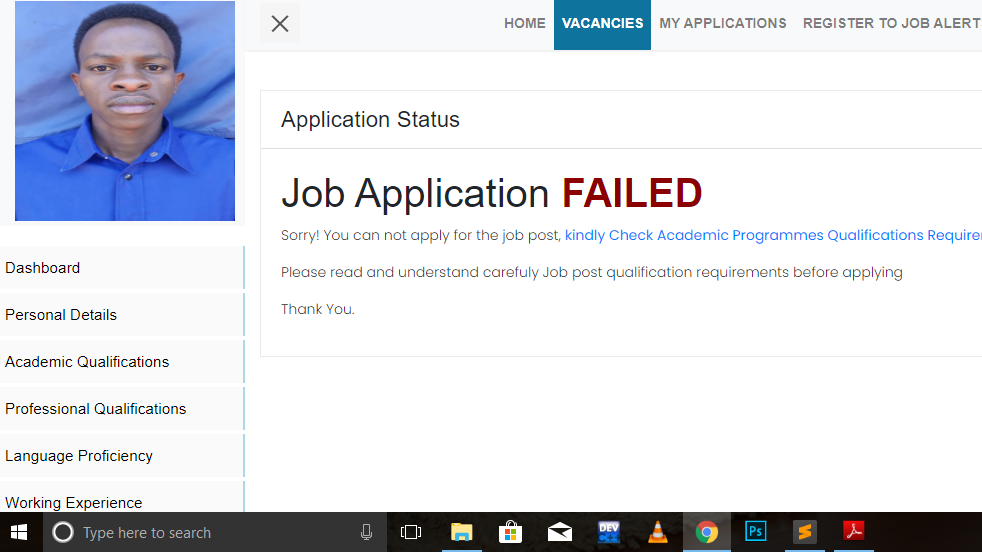 HOME VACANCIES MY APPLICATIONS REGISTER TO JOB ALERT
Application Status
Job Application FAILED
Sorry! You can not apply for the job post, kindly Check Academic Programmes Qualifications
Please read and understand carefuly Job post qualification requirements before applying
Thank You.
Dashboard
Personal Details
Academic Qualifications
Professional Qualifications
Language Proficiency
Working Experience
Type here to search
DEV
Ps